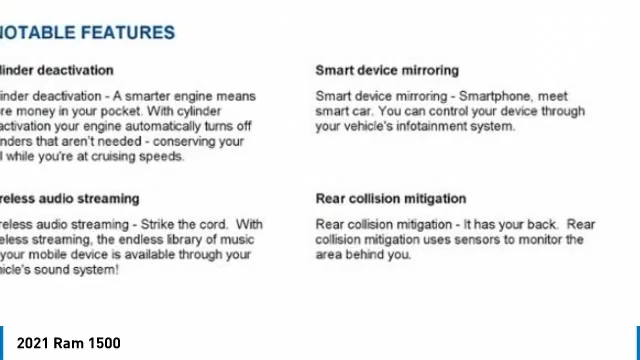 NOTABLE FEATURES
linder deactivation
inder deactivation - A smarter engine means
re money in your pocket. With cylinder
activation your engine automatically turns off
nders that aren't needed - conserving your
l while you're at cruising speeds.
Smart device mirroring
Smart device mirroring - Smartphone, meet
smart car. You can control your device through
your vehicle's infotainment system.
reless audio streaming
reless audio streaming - Strike the cord. With
eless streaming, the endless library of music
your mobile device is available through your
hicle's sound system!
Rear collision mitigation
Rear collision mitigation - It has your back. Rear
collision mitigation uses sensors to monitor the
area behind you.
2021 Ram 1500